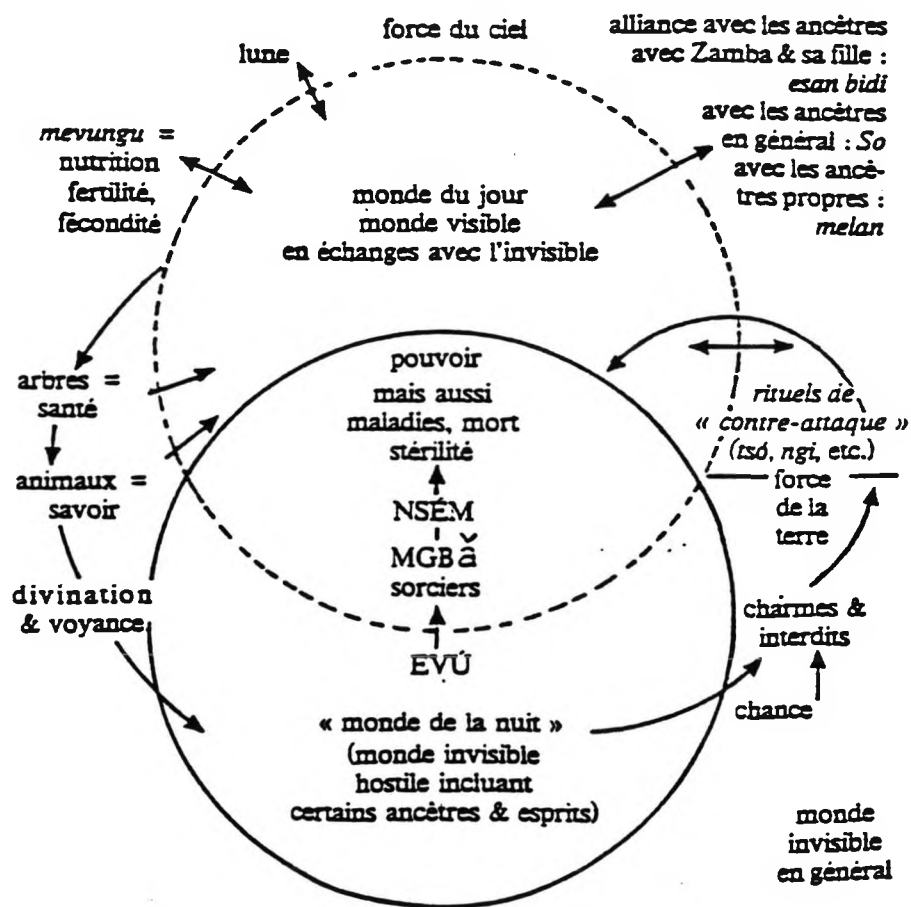 force du ciel
lune
alliance avec les ancêtres
avec Zamba & sa fille :
esan bidi
avec les ancêtres
en général : So
avec les ancê-
tres propres :
melan
mevungu =
nutrition
fertilité,
fécondité
monde du jour
monde visible
en échanges avec l'invisible
pouvoir
mais aussi
maladies, mort
stérilité
NSÉM
MGBǎ
sorciers
EVÚ
arbres =
santé
animaux =
savoir
divination
& voyance
rituels de
« contre-attaque »
(tsó, ngi, etc.)
force
de la
terre
charmes &
interdits
chance
« monde de la nuit »
(monde invisible
hostile incluant
certains ancêtres & esprits)
monde
invisible
en général